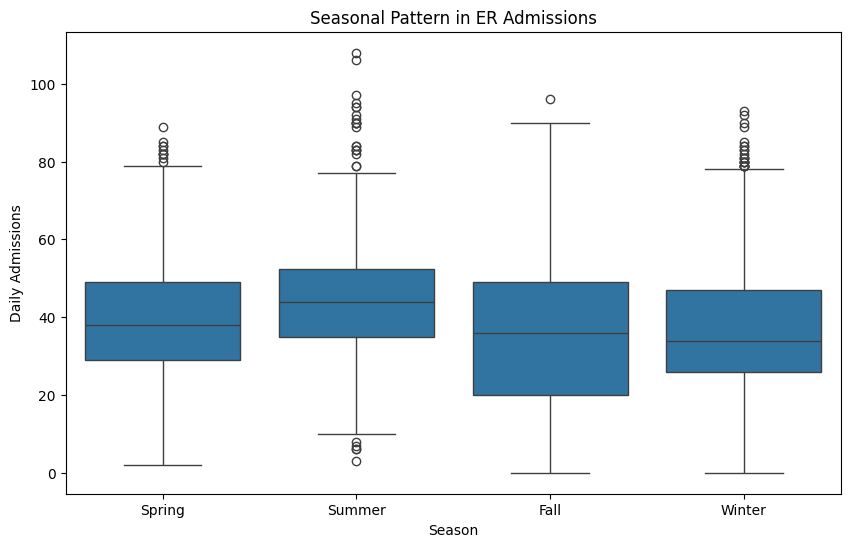 Seasonal Pattern in ER Admissions
100
80
60
40
20
0
Daily Admissions
Spring
Summer
Fall
Winter
Season